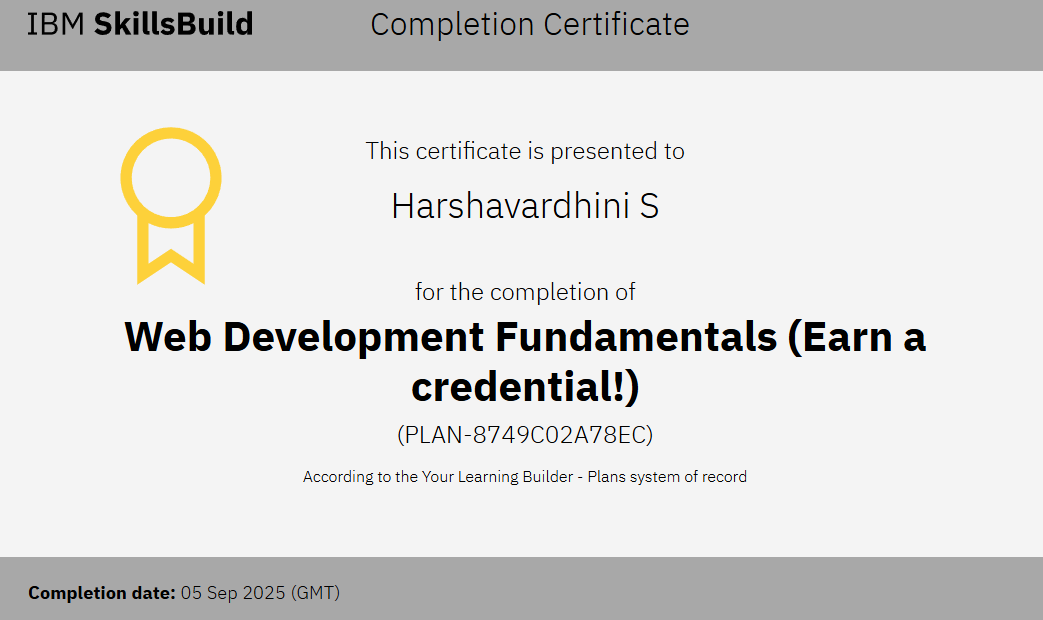 IBM SkillsBuild
Completion Certificate
This certificate is presented to
Harshavardhini S
for the completion of
Web Development Fundamentals (Earn a
credential!)
(PLAN-8749C02A78EC)
According to the Your Learning Builder - Plans system of record
Completion date: 05 Sep 2025 (GMT)